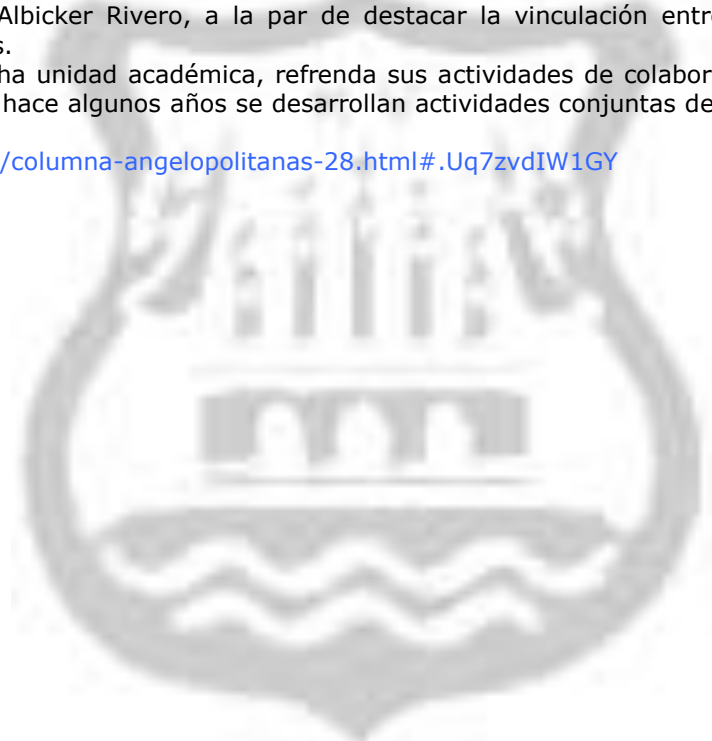 Albicker Rivero, a la par de destacar la vinculación entre
s.
ha unidad académica, refrenda sus actividades de colabor
hace algunos años se desarrollan actividades conjuntas de
/columna-angelopolitanas-28.html#.Uq7zvdIW1GY